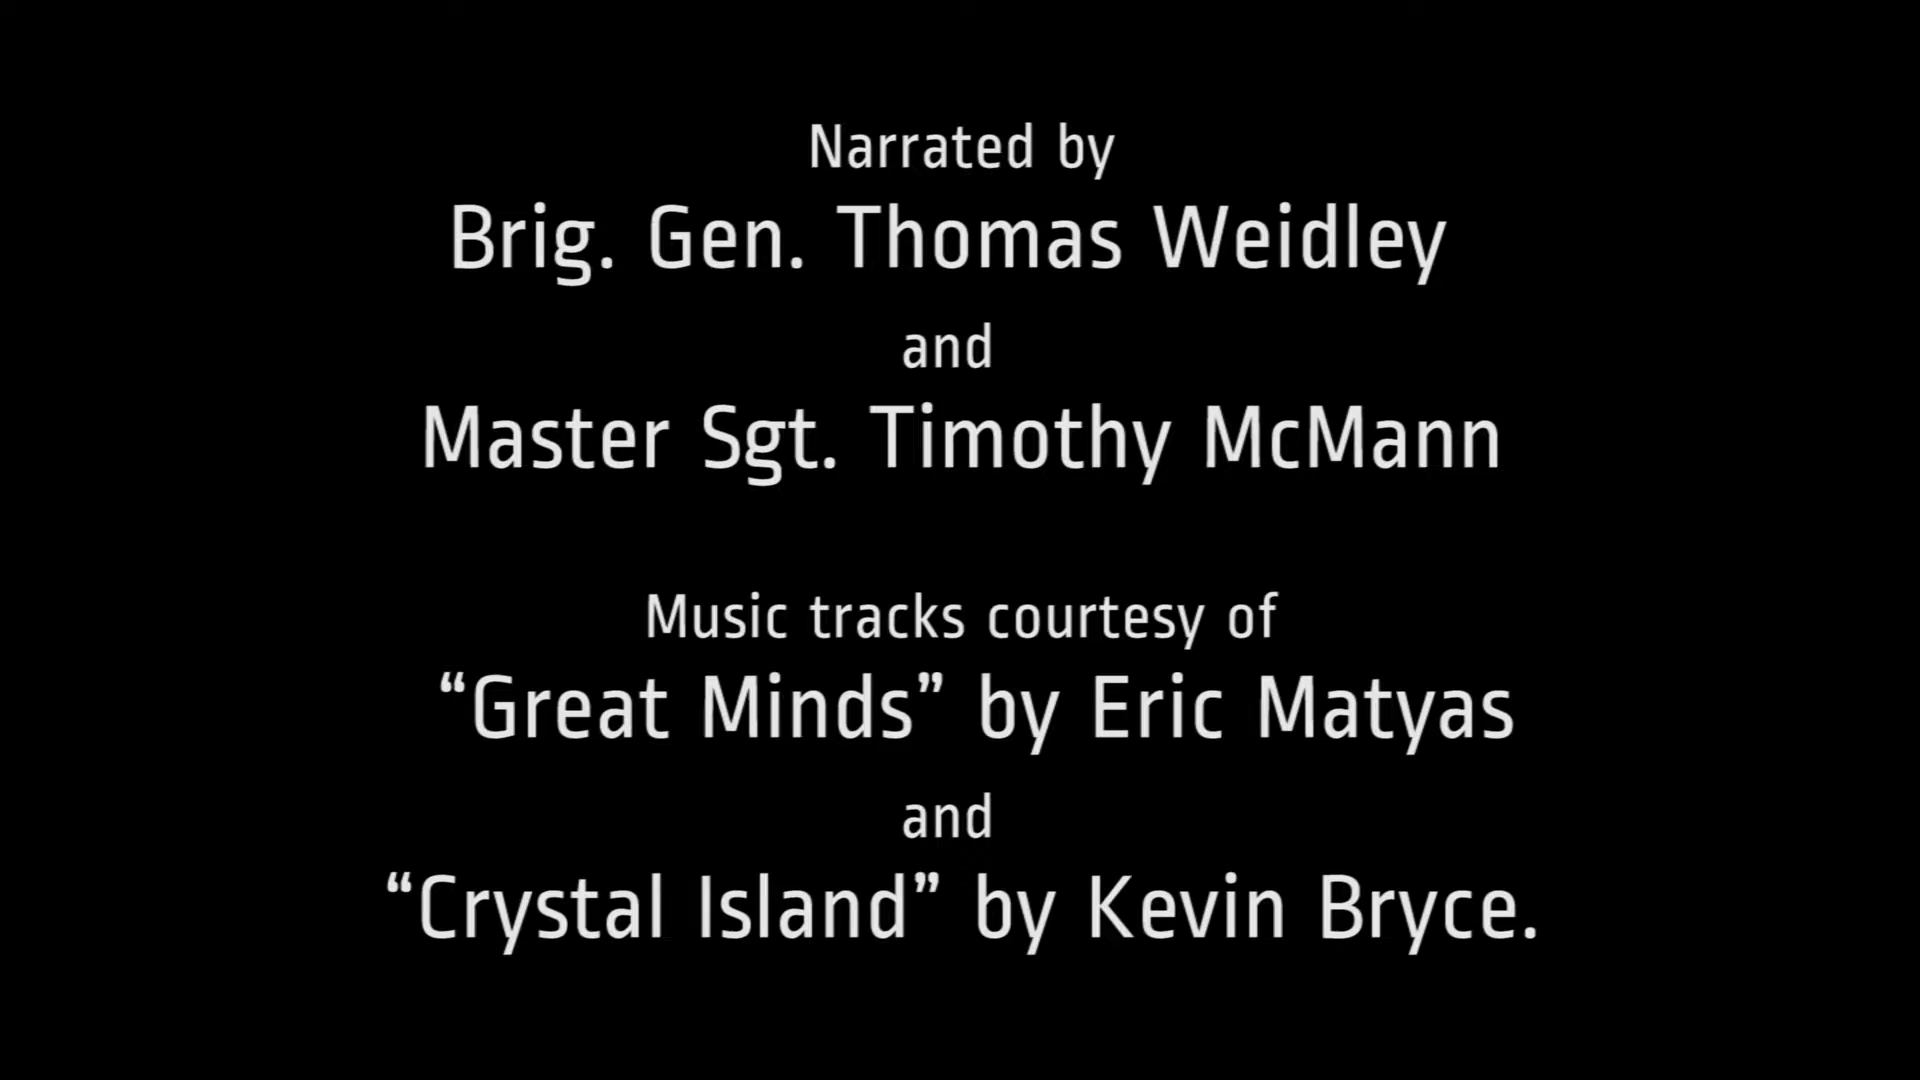 Narrated by
Brig. Gen. Thomas Weidley
and
Master Sgt. Timothy McMann
Music tracks courtesy of
“Great Minds” by Eric Matyas
and
“Crystal Island” by Kevin Bryce.